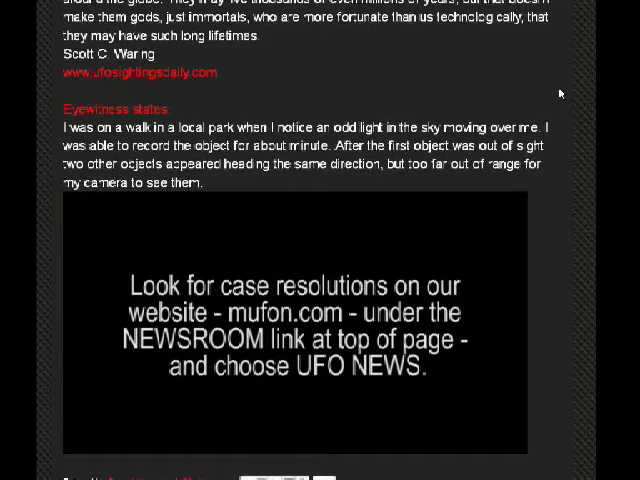 make them gods, just immortals, who are more fortunate than us technologically, that
they may have such long lifetimes.
Scott C. Waring
www.ufosightingsdaily.com
Eyewitness states:
I was on a walk in a local park when I notice an odd light in the sky moving over me. I
was able to record the object for about minute. After the first object was out of sight
two other objects appeared heading the same direction, but too far out of range for
my camera to see them.
Look for case resolutions on our
website - mufon.com - under the
NEWSROOM link at top of page -
and choose UFO NEWS.